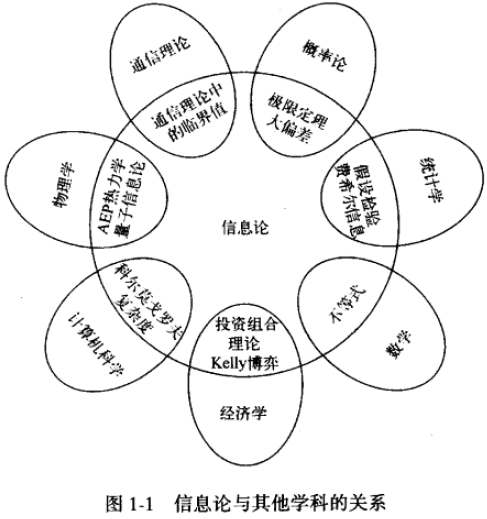 通信理论
概率论
通信理论中
的临界值
极限定理
大偏差
物理学
AEP热力学
量子信息论
假设检验
费希尔信息
统计学
信息论
科尔莫戈罗夫
复杂度
计算机科学
投资组合
理论
Kelly博弈
经济学
不等式
数学
图 1-1 信息论与其他学科的关系